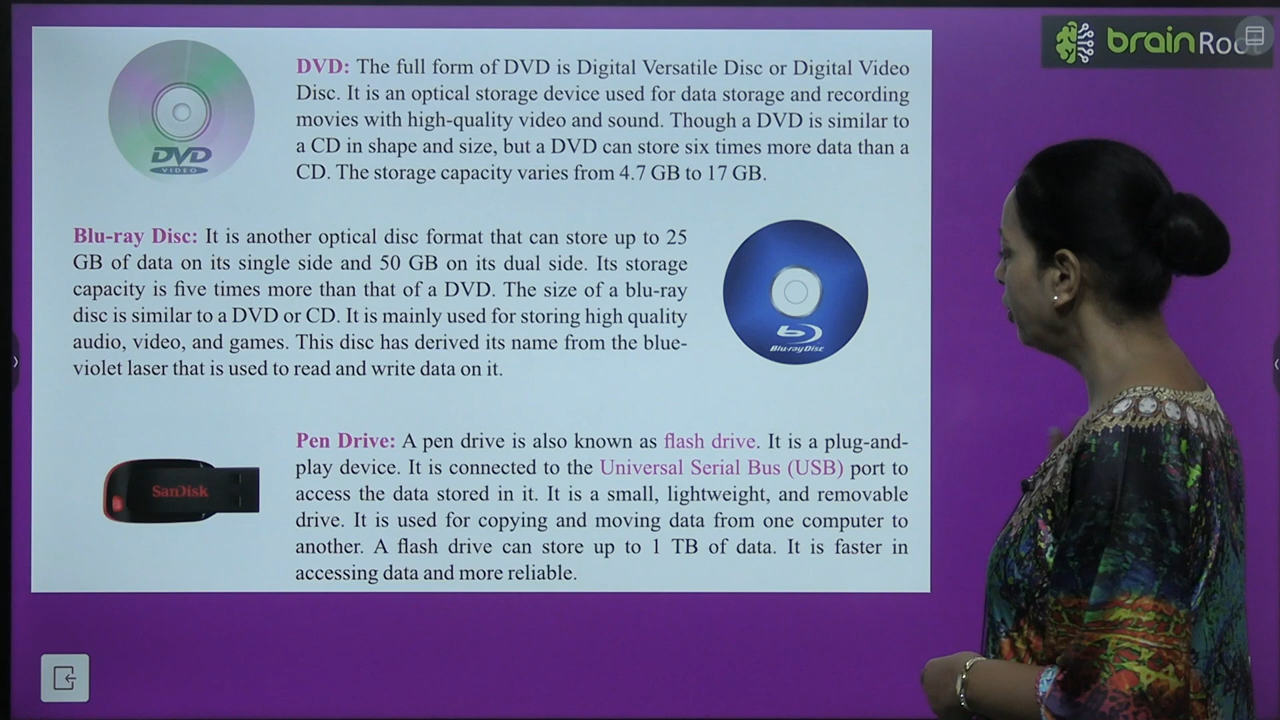 brainRoo
DVD: The full form of DVD is Digital Versatile Disc or Digital Video
Disc. It is an optical storage device used for data storage and recording
movies with high-quality video and sound. Though a DVD is similar to
a CD in shape and size, but a DVD can store six times more data than a
CD. The storage capacity varies from 4.7 GB to 17 GB.
DVD
VIDEO
Blu-ray Disc: It is another optical disc format that can store up to 25
GB of data on its single side and 50 GB on its dual side. Its storage
capacity is five times more than that of a DVD. The size of a blu-ray
disc is similar to a DVD or CD. It is mainly used for storing high quality
audio, video, and games. This disc has derived its name from the blue-
violet laser that is used to read and write data on it.
Blu-ray Disc
Pen Drive: A pen drive is also known as flash drive. It is a plug-and-
play device. It is connected to the Universal Serial Bus (USB) port to
access the data stored in it. It is a small, lightweight, and removable
drive. It is used for copying and moving data from one computer to
another. A flash drive can store up to 1 TB of data. It is faster in
accessing data and more reliable.
SanDisk